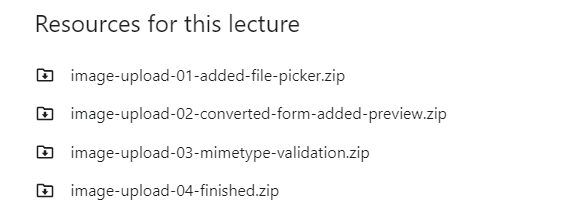 Resources for this lecture
image-upload-01-added-file-picker.zip
image-upload-02-converted-form-added-preview.zip
image-upload-03-mimetype-validation.zip
image-upload-04-finished.zip